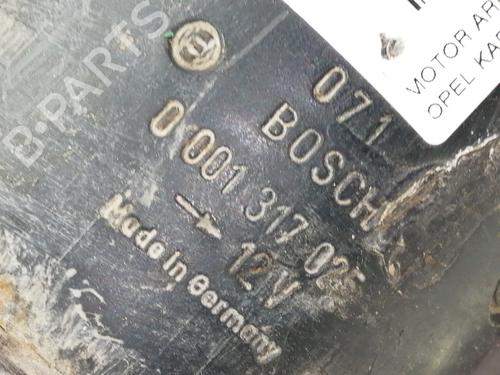 071
BOSCH
0 001 317 025
12V
Made in Germany
MOTOR AR
OPEL KA
B-PARTS